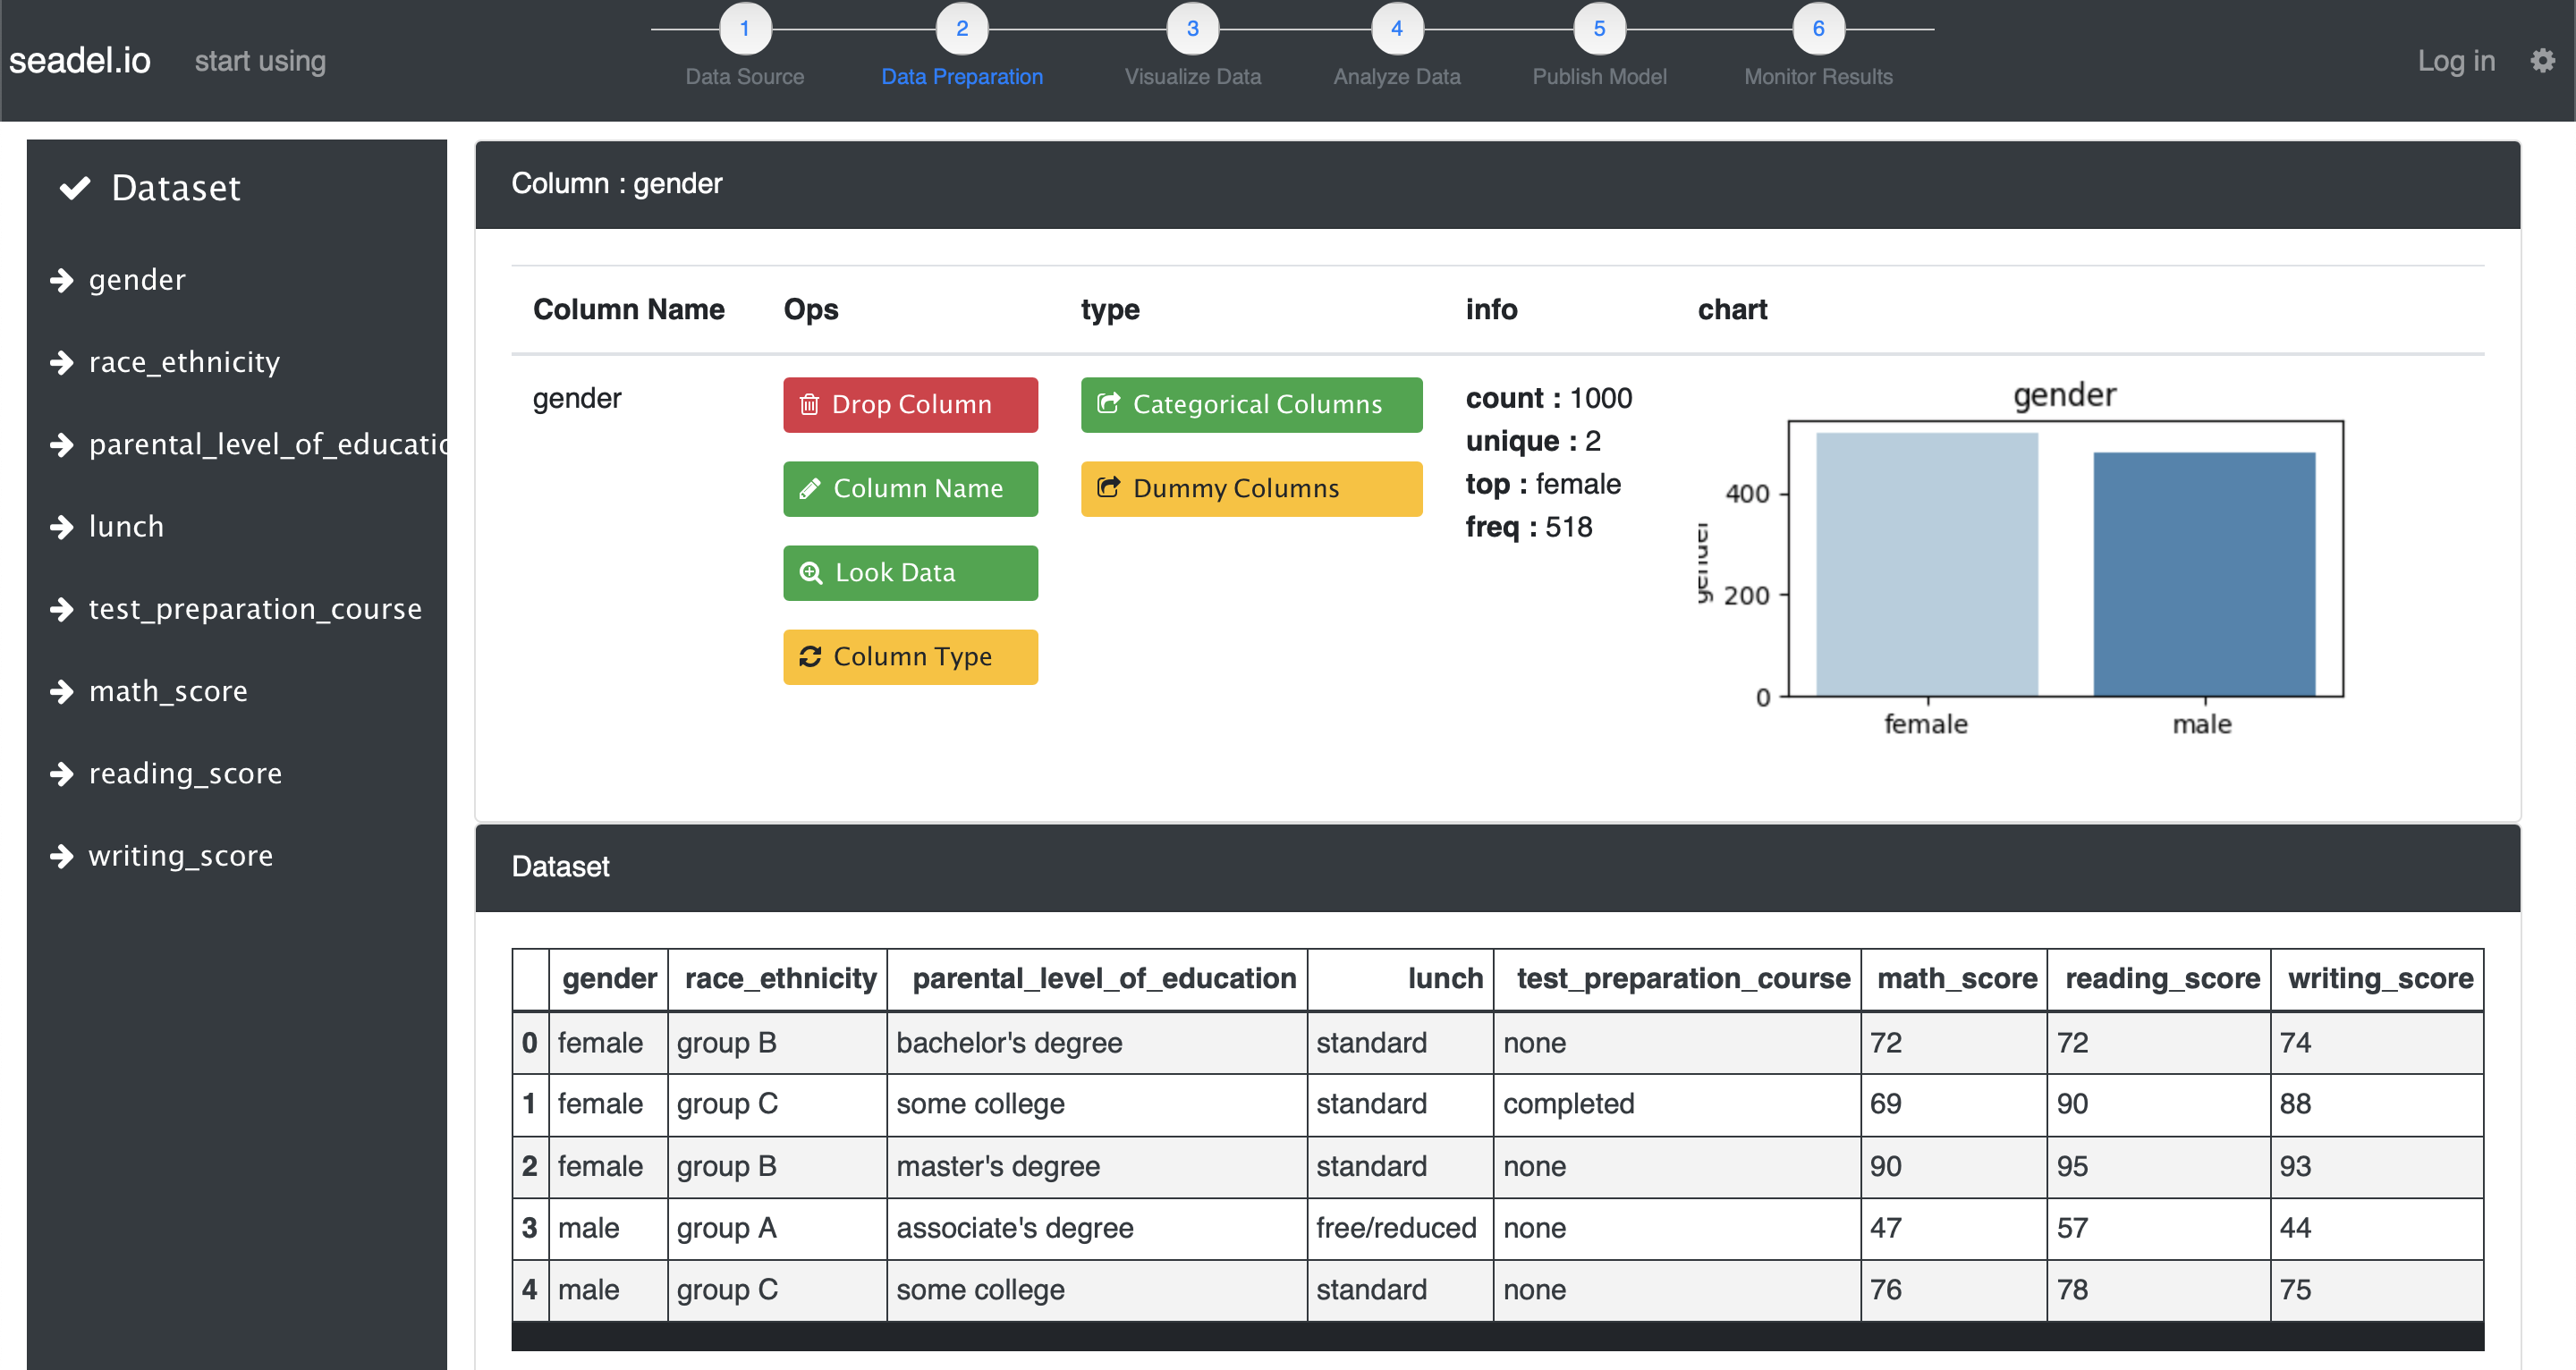 seadel.io start using 1 2 3 4 5 6 Log in
Data Source Data Preparation Visualize Data Analyze Data Publish Model Monitor Results
Dataset
gender
race_ethnicity
parental_level_of_educatio
lunch
test_preparation_course
math_score
reading_score
writing_score
Column : gender
Column Name Ops type info chart
gender
Drop Column
Column Name
Look Data
Column Type
Categorical Columns
Dummy Columns
count : 1000
unique : 2
top : female
freq : 518
gender
gender
400
200
0
female male
Dataset
gender race_ethnicity parental_level_of_education lunch test_preparation_course math_score reading_score writing_score
0 female group B bachelor's degree standard none 72 72 74
1 female group C some college standard completed 69 90 88
2 female group B master's degree standard none 90 95 93
3 male group A associate's degree free/reduced none 47 57 44
4 male group C some college standard none 76 78 75